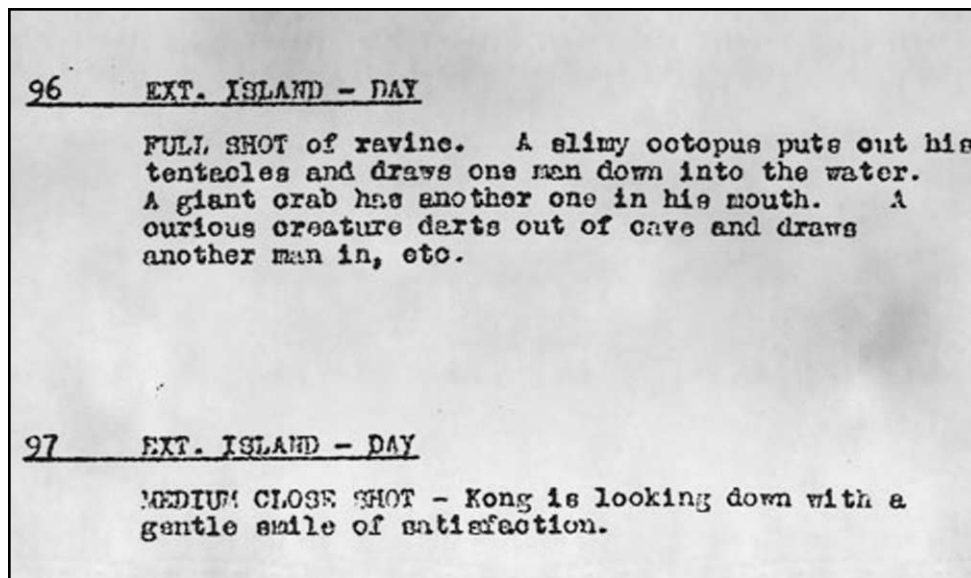 96 EXT. ISLAND - DAY
FULL SHOT of ravine. A slimy octopus puts out his
tentacles and draws one man down into the water.
A giant crab has another one in his mouth. A
curious creature darts out of cave and draws
another man in, etc.
97 EXT. ISLAND - DAY
MEDIUM CLOSE SHOT - Kong is looking down with a
gentle smile of satisfaction.